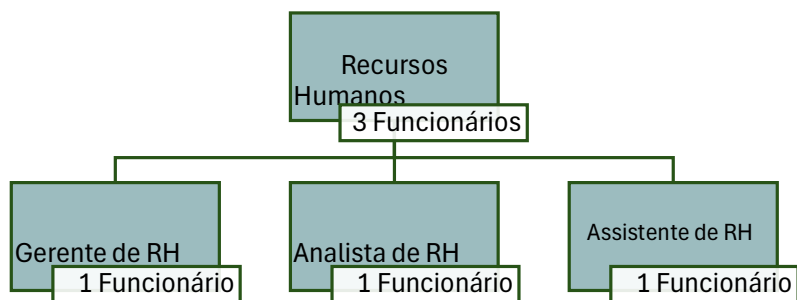 Recursos
Humanos
3 Funcionários
Gerente de RH
1 Funcionário
Analista de RH
1 Funcionário
Assistente de RH
1 Funcionário